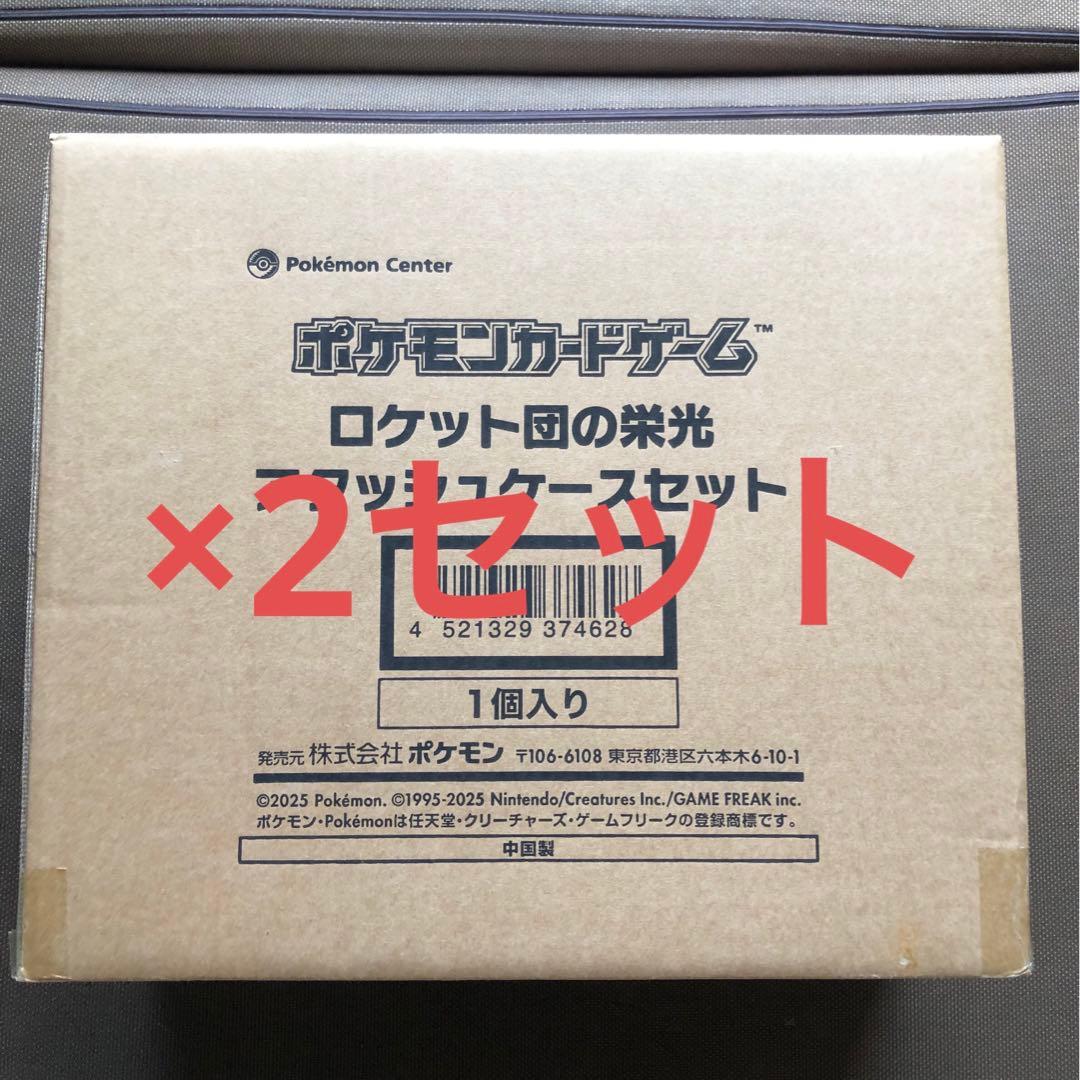 Pokémon Center
ポケモンカードゲーム™
ロケット団の栄光
アタッシュケースセット
×2セット
4 521329 374628
1個入り
発売元 株式会社 ポケモン 〒106-6108 東京都港区六本木6-10-1
©2025 Pokémon. ©1995-2025 Nintendo/Creatures Inc./GAME FREAK inc.
ポケモン・Pokémonは任天堂・クリーチャーズ・ゲームフリークの登録商標です。
中国製